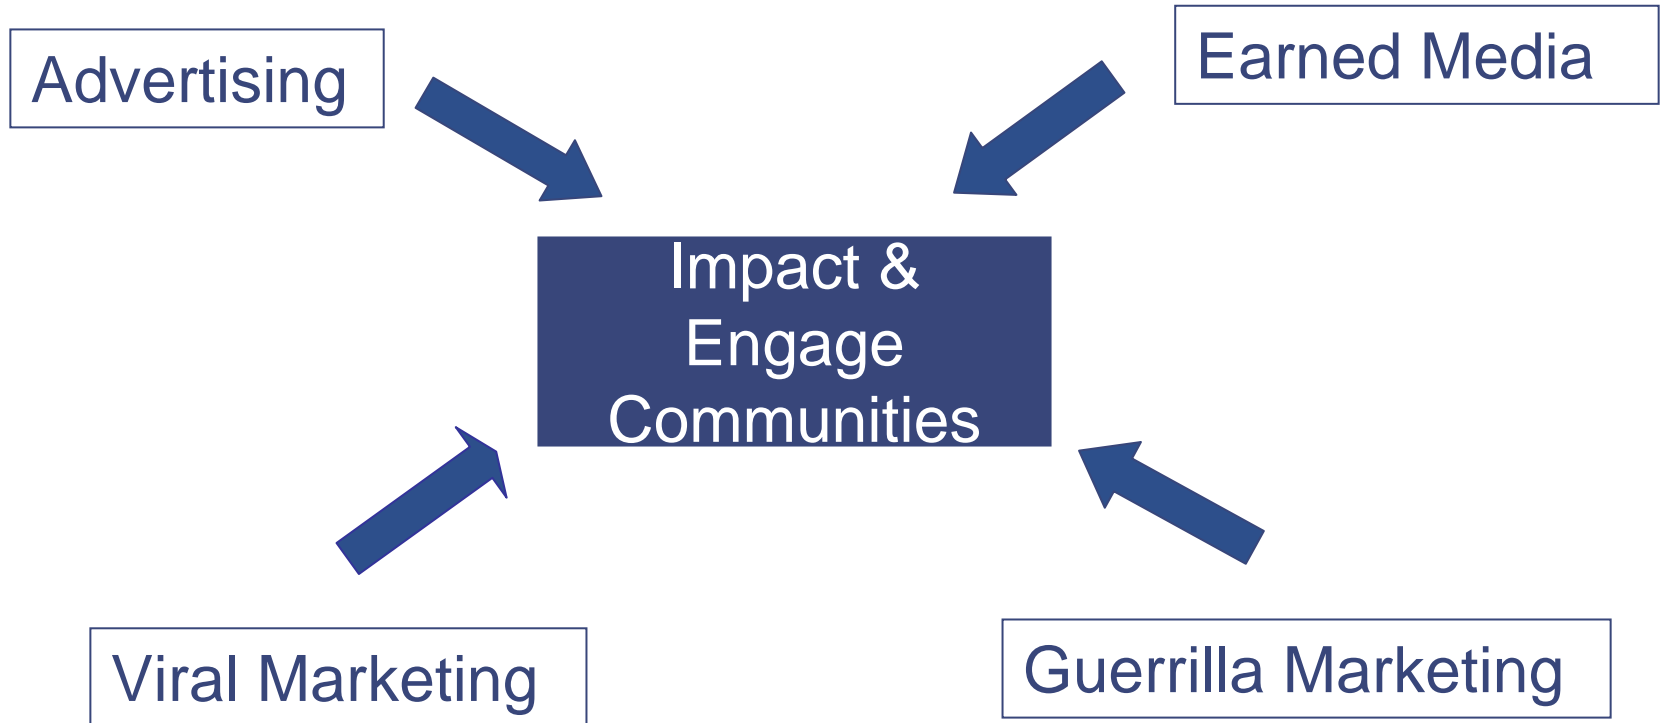 Advertising
Earned Media
Impact &
Engage
Communities
Viral Marketing
Guerrilla Marketing